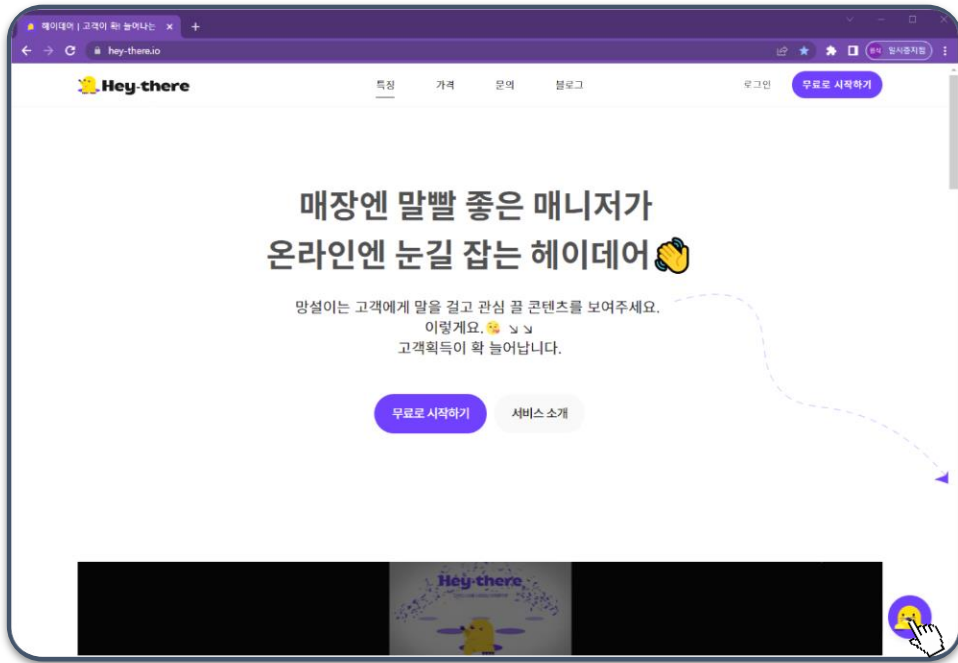 헤이데어 | 고객이 확! 늘어나는
hey-there.io
일시중지됨
Hey-there
특징 가격 문의 블로그
로그인 무료로 시작하기
매장엔 말빨 좋은 매니저가
온라인엔 눈길 잡는 헤이데어👋
망설이는 고객에게 말을 걸고 관심 끌 콘텐츠를 보여주세요.
이렇게요.😘 ↘↘
고객획득이 확 늘어납니다.
무료로 시작하기 서비스 소개
Hey-there